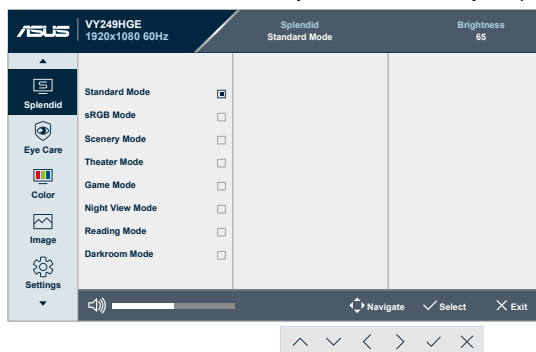 ASUS
VY249HGE
1920x1080 60Hz
Splendid
Standard Mode
Brightness
65
Splendid
Eye Care
Color
Image
Settings
Standard Mode
sRGB Mode
Scenery Mode
Theater Mode
Game Mode
Night View Mode
Reading Mode
Darkroom Mode
Navigate
Select
Exit